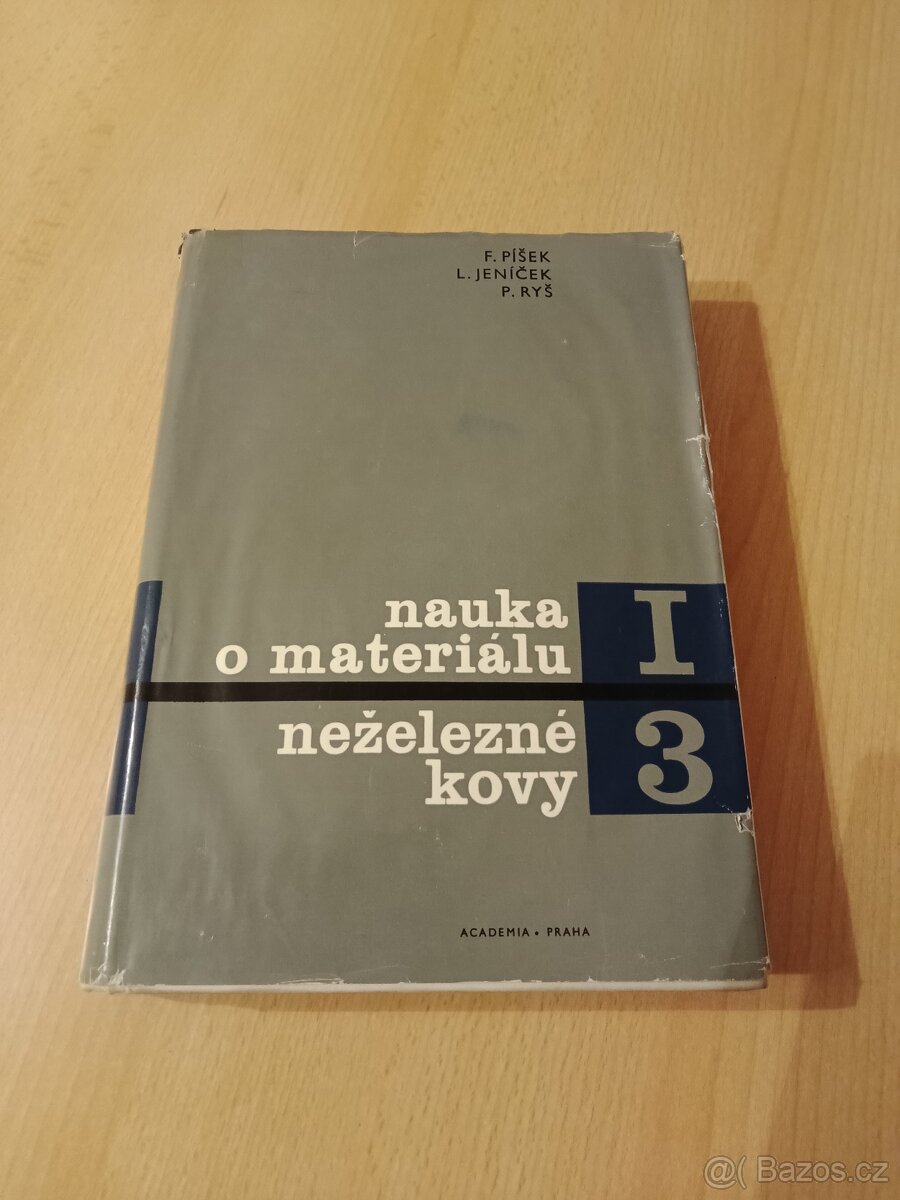 F. PÍŠEK
L. JENÍČEK
P. RYŠ
nauka
o materiálu
I
neželezné
kovy
3
ACADEMIA • PRAHA
@( Bazos.cz